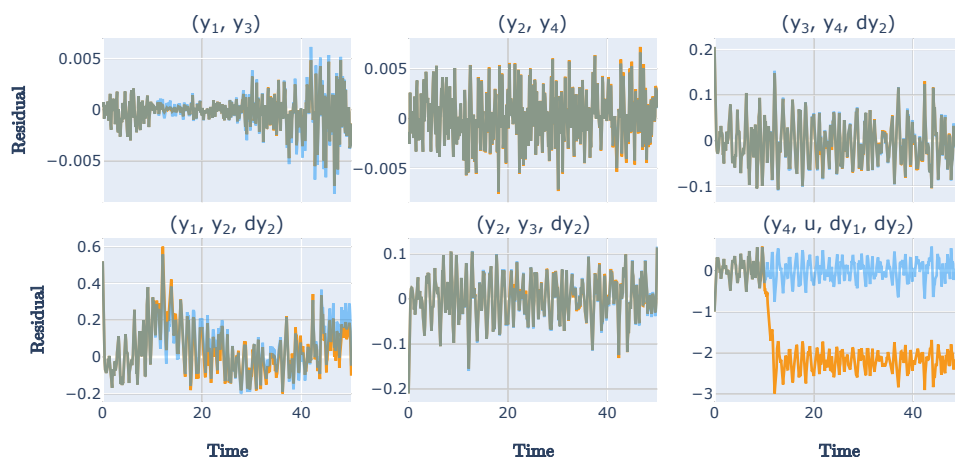 (y₁, y₃)
(y₂, y₄)
(y₃, y₄, dy₂)
Residual
0.005
0
−0.005
0.005
0
−0.005
0.2
0.1
0
−0.1
(y₁, y₂, dy₂)
(y₂, y₃, dy₂)
(y₄, u, dy₁, dy₂)
Residual
0.6
0.4
0.2
0
−0.2
0.1
0
−0.1
−0.2
0
−1
−2
−3
0 20 40
0 20 40
0 20 40
Time
Time
Time